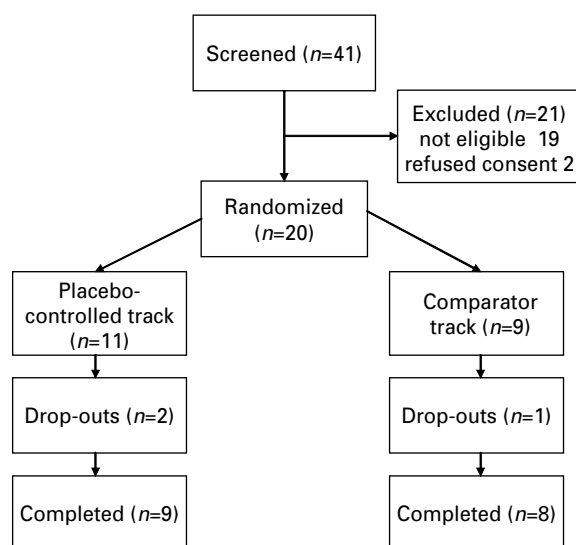 Screened (n=41)
Excluded (n=21)
not eligible 19
refused consent 2
Randomized
(n=20)
Placebo-
controlled track
(n=11)
Comparator
track (n=9)
Drop-outs (n=2)
Drop-outs (n=1)
Completed (n=9)
Completed (n=8)